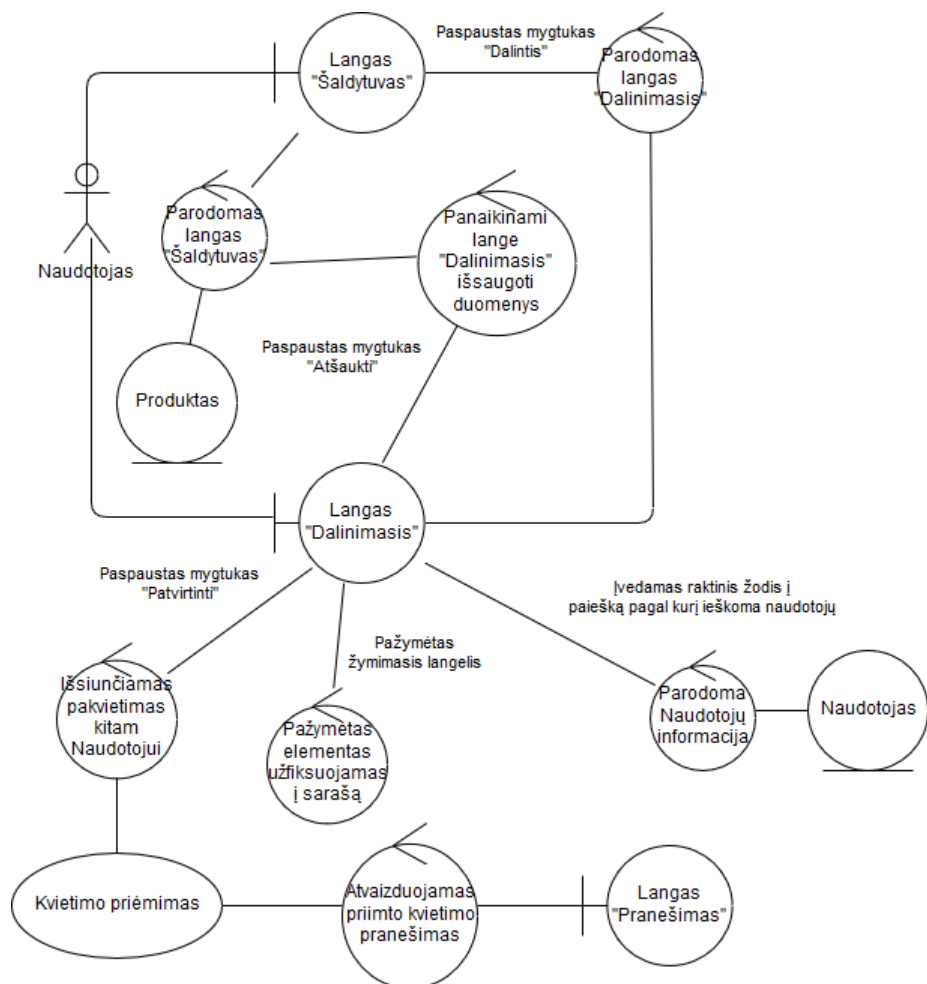 Paspaustas mygtukas
"Dalintis"
Langas
"Šaldytuvas"
Parodomas
langas
"Dalinimasis"
Naudotojas
Parodomas
langas
"Šaldytuvas"
Panaikinami
lange
"Dalinimasis"
išsaugoti
duomenys
Paspaustas mygtukas
"Atšaukti"
Produktas
Langas
"Dalinimasis"
Paspaustas mygtukas
"Patvirtinti"
Įvedamas raktinis žodis į
paiešką pagal kurį ieškoma naudotojų
Pažymėtas
žymimasis langelis
Išsiunčiamas
pakvietimas
kitam
Naudotojui
Pažymėtas
elementas
užfiksuojamas
į sarašą
Parodoma
Naudotojų
informacija
Naudotojas
Kvietimo priėmimas
Atvaizduojamas
priimto kvietimo
pranešimas
Langas
"Pranešimas"